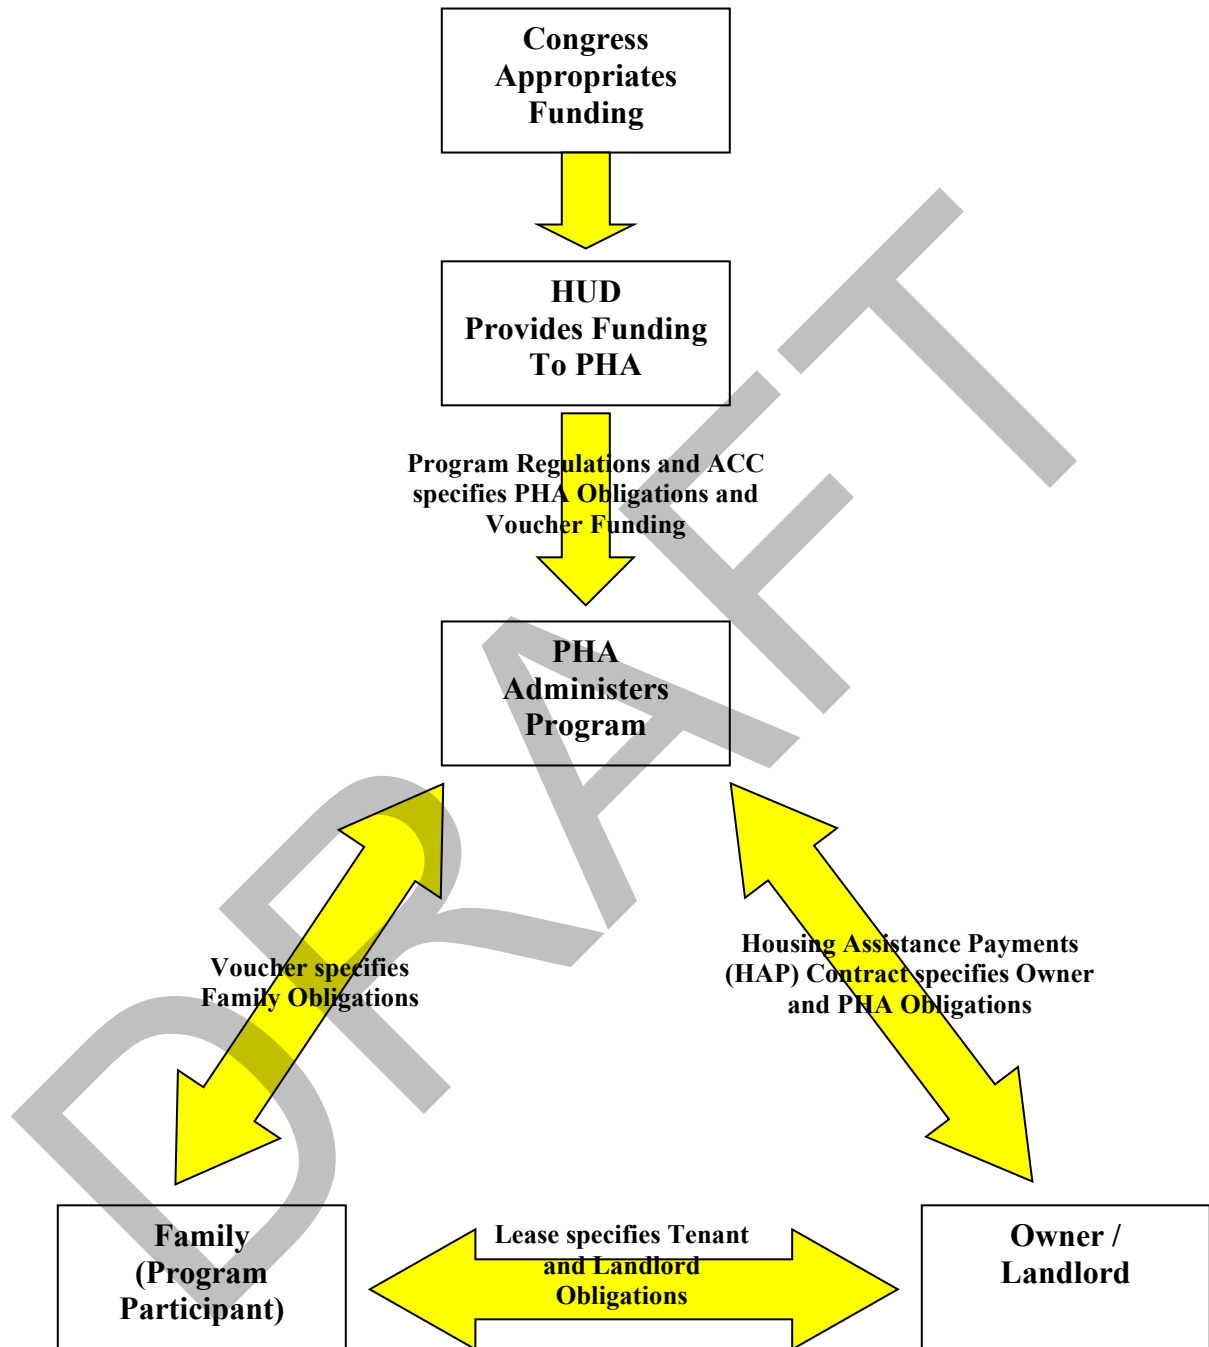 Congress
Appropriates
Funding
HUD
Provides Funding
To PHA
Program Regulations and ACC
specifies PHA Obligations and
Voucher Funding
PHA
Administers
Program
Voucher specifies
Family Obligations
Housing Assistance Payments
(HAP) Contract specifies Owner
and PHA Obligations
Family
(Program
Participant)
Lease specifies Tenant
and Landlord
Obligations
Owner /
Landlord
DRAFT